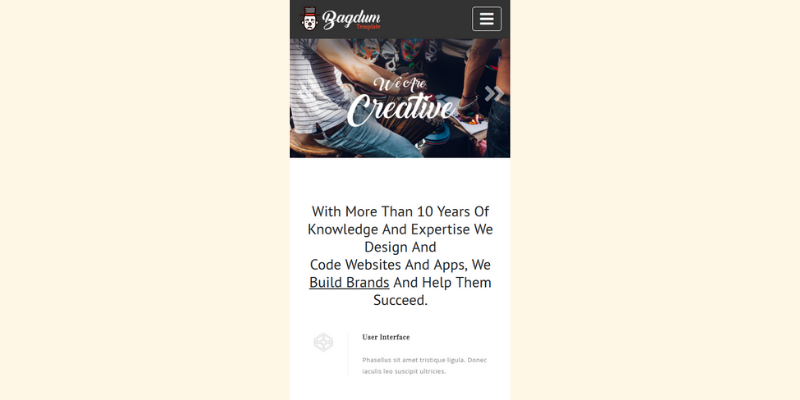 Bagdum
Template
We Are
Creative
With More Than 10 Years Of
Knowledge And Expertise We
Design And
Code Websites And Apps, We
Build Brands And Help Them
Succeed.
User Interface
Phasellus sit amet tristique ligula. Donec
iaculis leo suscipit ultricies.